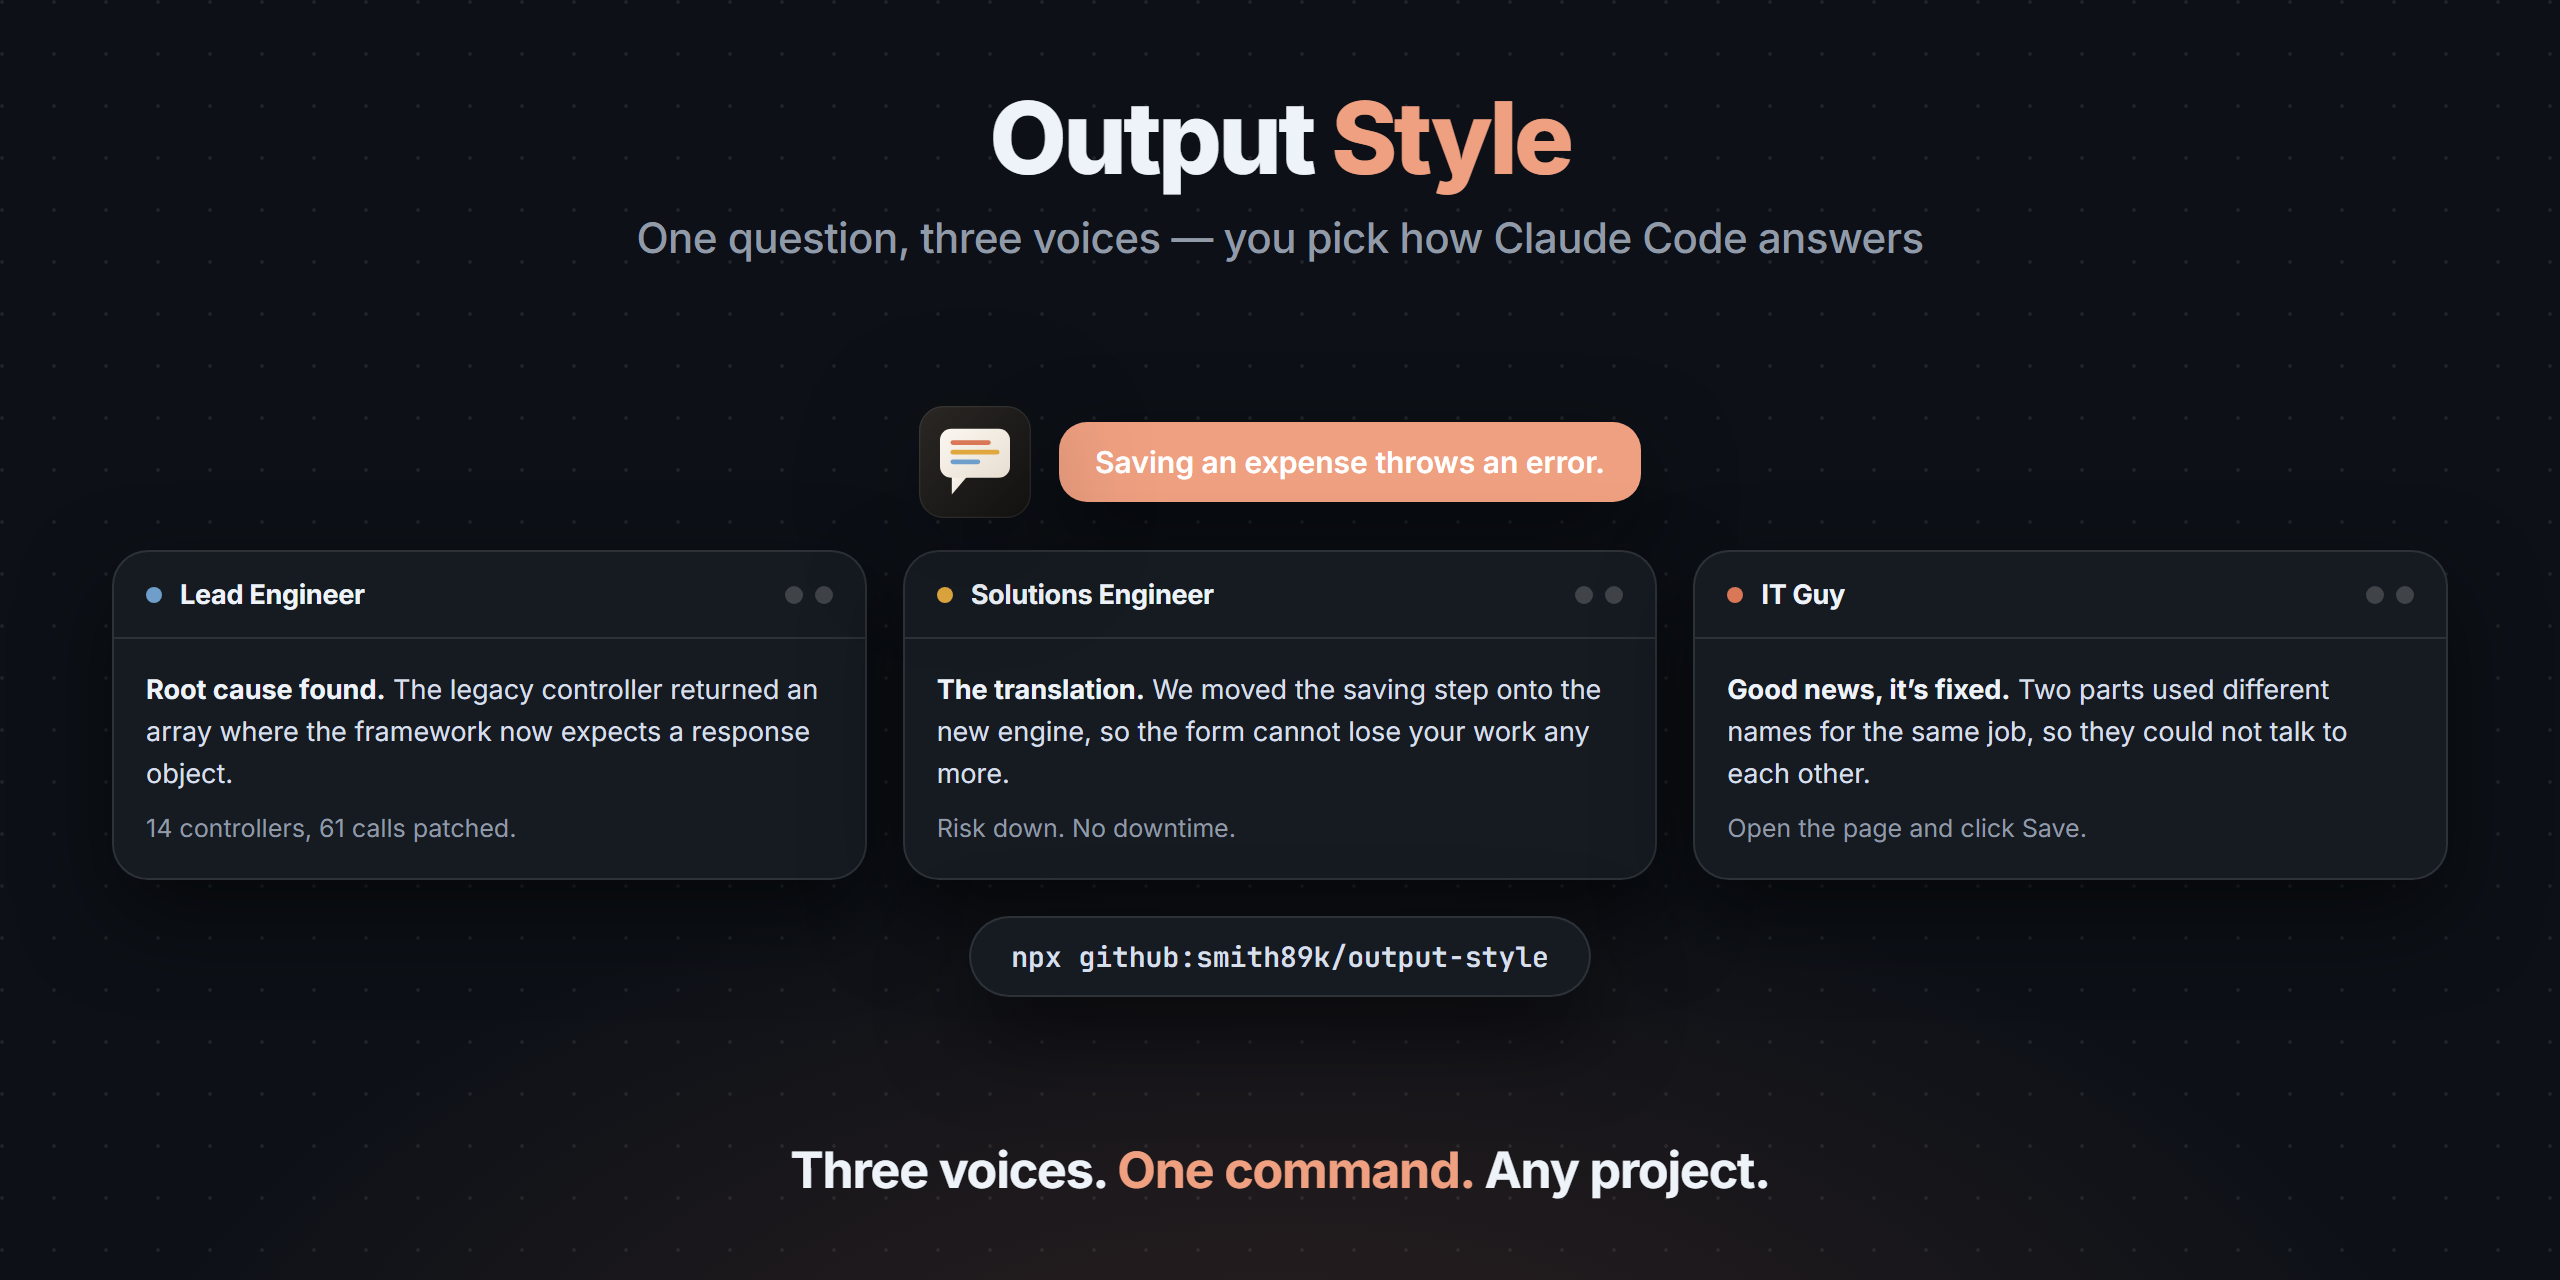 Output Style
One question, three voices — you pick how Claude Code answers
Saving an expense throws an error.
Lead Engineer
Root cause found. The legacy controller returned an
array where the framework now expects a response
object.
14 controllers, 61 calls patched.
Solutions Engineer
The translation. We moved the saving step onto the
new engine, so the form cannot lose your work any
more.
Risk down. No downtime.
IT Guy
Good news, it’s fixed. Two parts used different
names for the same job, so they could not talk to
each other.
Open the page and click Save.
npx github:smith89k/output-style
Three voices. One command. Any project.